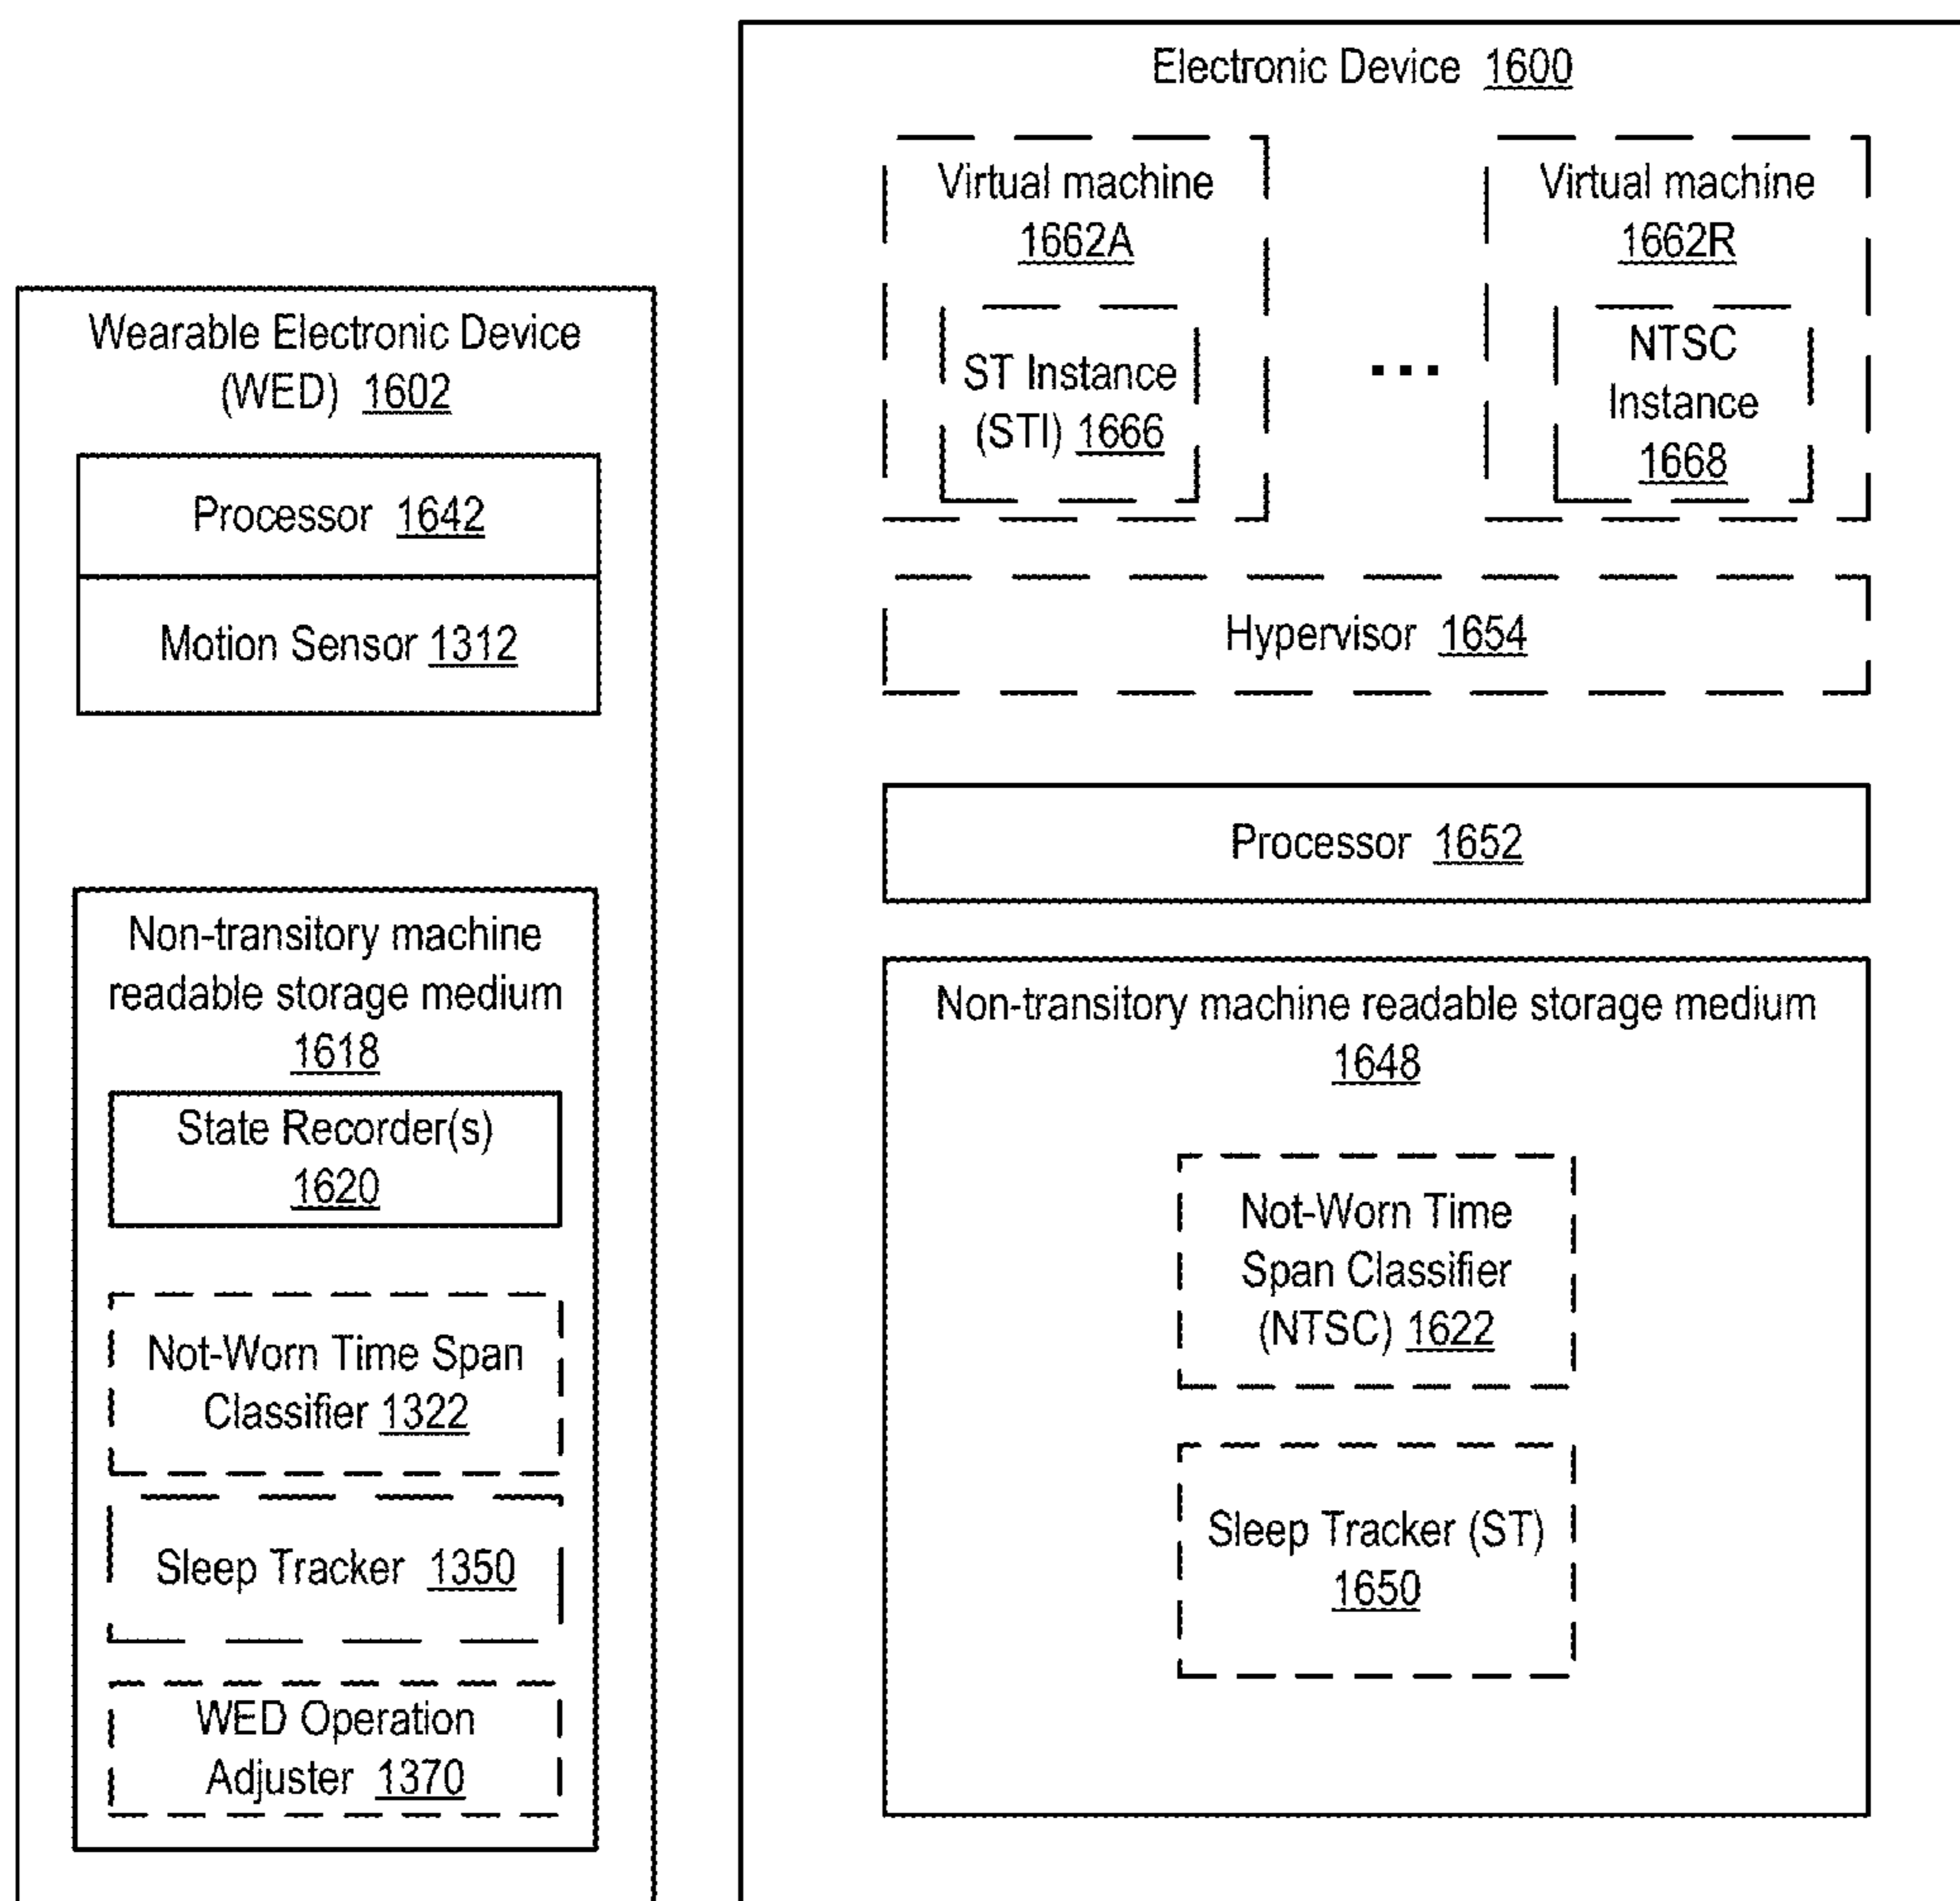 Wearable Electronic Device
(WED) 1602
Processor 1642
Motion Sensor 1312
Non-transitory machine
readable storage medium
1618
State Recorder(s)
1620
Not-Worn Time Span
Classifier 1322
Sleep Tracker 1350
WED Operation
Adjuster 1370
Electronic Device 1600
Virtual machine
1662A
ST Instance
(STI) 1666
...
Virtual machine
1662R
NTSC
Instance
1668
Hypervisor 1654
Processor 1652
Non-transitory machine readable storage medium
1648
Not-Worn Time
Span Classifier
(NTSC) 1622
Sleep Tracker (ST)
1650